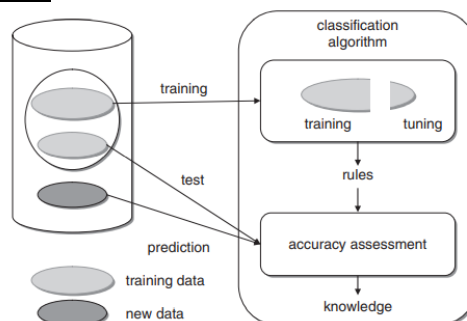 classification
algorithm
training
training
tuning
test
rules
prediction
accuracy assessment
training data
new data
knowledge